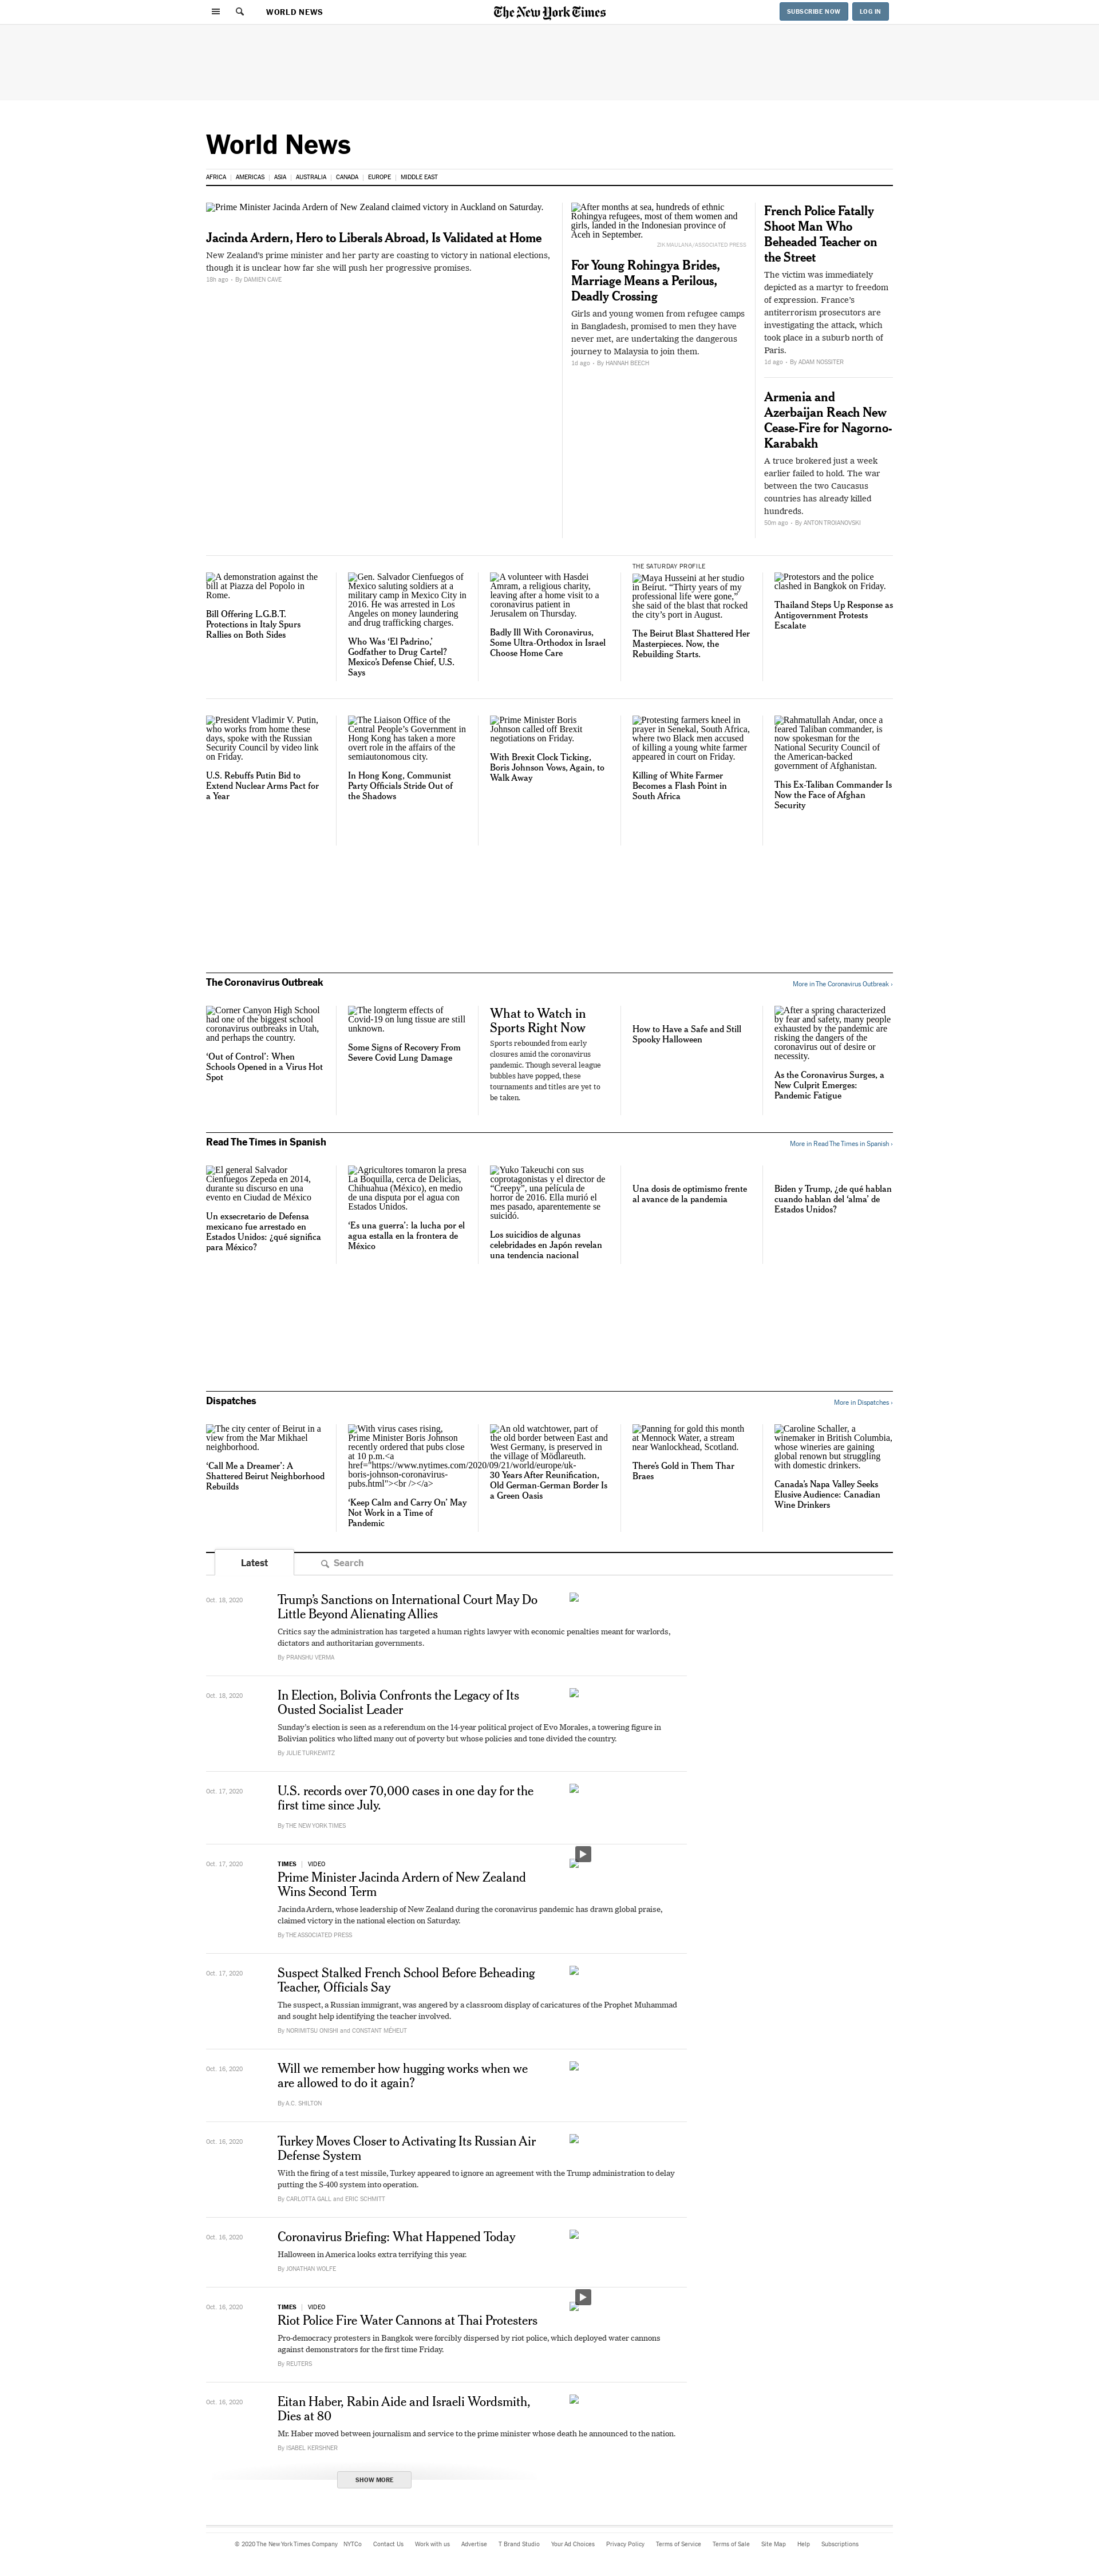 WORLD NEWS
The New York Times
SUBSCRIBE NOW
LOG IN
World News
AFRICA | AMERICAS | ASIA | AUSTRALIA | CANADA | EUROPE | MIDDLE EAST
Prime Minister Jacinda Ardern of New Zealand claimed victory in Auckland on Saturday.
Jacinda Ardern, Hero to Liberals Abroad, Is Validated at Home
New Zealand's prime minister and her party are coasting to victory in national elections,
though it is unclear how far she will push her progressive promises.
18h ago • By DAMIEN CAVE
After months at sea, hundreds of ethnic
Rohingya refugees, most of them women and
girls, landed in the Indonesian province of
Aceh in September.
ZIK MAULANA/ASSOCIATED PRESS
For Young Rohingya Brides,
Marriage Means a Perilous,
Deadly Crossing
Girls and young women from refugee camps
in Bangladesh, promised to men they have
never met, are undertaking the dangerous
journey to Malaysia to join them.
1d ago • By HANNAH BEECH
French Police Fatally
Shoot Man Who
Beheaded Teacher on
the Street
The victim was immediately
depicted as a martyr to freedom
of expression. France's
antiterrorism prosecutors are
investigating the attack, which
took place in a suburb north of
Paris.
1d ago • By ADAM NOSSITER
Armenia and
Azerbaijan Reach New
Cease-Fire for Nagorno-
Karabakh
A truce brokered just a week
earlier failed to hold. The war
between the two Caucasus
countries has already killed
hundreds.
50m ago • By ANTON TROIANOVSKI
A demonstration against the
bill at Piazza del Popolo in
Rome.
Bill Offering L.G.B.T.
Protections in Italy Spurs
Rallies on Both Sides
Gen. Salvador Cienfuegos of
Mexico saluting soldiers at a
military camp in Mexico City in
2016. He was arrested in Los
Angeles on money laundering
and drug trafficking charges.
Who Was ‘El Padrino,’
Godfather to Drug Cartel?
Mexico’s Defense Chief, U.S.
Says
A volunteer with Hasdei
Amram, a religious charity,
leaving after a home visit to a
coronavirus patient in
Jerusalem on Thursday.
Badly Ill With Coronavirus,
Some Ultra-Orthodox in Israel
Choose Home Care
THE SATURDAY PROFILE
Maya Husseini at her studio
in Beirut. “Thirty years of my
professional life were gone,”
she said of the blast that rocked
the city’s port in August.
The Beirut Blast Shattered Her
Masterpieces. Now, the
Rebuilding Starts.
Protestors and the police
clashed in Bangkok on Friday.
Thailand Steps Up Response as
Antigovernment Protests
Escalate
President Vladimir V. Putin,
who works from home these
days, spoke with the Russian
Security Council by video link
on Friday.
U.S. Rebuffs Putin Bid to
Extend Nuclear Arms Pact for
a Year
The Liaison Office of the
Central People’s Government in
Hong Kong has taken a more
overt role in the affairs of the
semiautonomous city.
In Hong Kong, Communist
Party Officials Stride Out of
the Shadows
Prime Minister Boris
Johnson called off Brexit
negotiations on Friday.
With Brexit Clock Ticking,
Boris Johnson Vows, Again, to
Walk Away
Protesting farmers kneel in
prayer in Senekal, South Africa,
where two Black men accused
of killing a young white farmer
appeared in court on Friday.
Killing of White Farmer
Becomes a Flash Point in
South Africa
Rahmatullah Andar, once a
feared Taliban commander, is
now spokesman for the
National Security Council of
the American-backed
government of Afghanistan.
This Ex-Taliban Commander Is
Now the Face of Afghan
Security
The Coronavirus Outbreak
More in The Coronavirus Outbreak ›
Corner Canyon High School
had one of the biggest school
coronavirus outbreaks in Utah,
and perhaps the country.
‘Out of Control’: When
Schools Opened in a Virus Hot
Spot
The longterm effects of
Covid-19 on lung tissue are still
unknown.
Some Signs of Recovery From
Severe Covid Lung Damage
What to Watch in
Sports Right Now
Sports rebounded from early
closures amid the coronavirus
pandemic. Though several league
bubbles have popped, these
tournaments and titles are yet to
be taken.
How to Have a Safe and Still
Spooky Halloween
After a spring characterized
by fear and safety, many people
exhausted by the pandemic are
risking the dangers of the
coronavirus out of desire or
necessity.
As the Coronavirus Surges, a
New Culprit Emerges:
Pandemic Fatigue
Read The Times in Spanish
More in Read The Times in Spanish ›
El general Salvador
Cienfuegos Zepeda en 2014,
durante su discurso en un
evento en Ciudad de México
Un exsecretario de Defensa
mexicano fue arrestado en
Estados Unidos: ¿qué significa
para México?
Agricultores tomaron la presa
La Boquilla, cerca de Delicias,
Chihuahua (México), en medio
de una disputa por el agua con
Estados Unidos.
‘Es una guerra’: la lucha por el
agua estalla en la frontera de
México
Yuko Takeuchi con sus
coprotagonistas y el director de
“Creepy”, una película de
horror de 2016. Ella murió el
mes pasado, aparentemente se
suicidó.
Los suicidios de algunas
celebridades en Japón revelan
una tendencia nacional
Una dosis de optimismo frente
al avance de la pandemia
Biden y Trump, ¿de qué hablan
cuando hablan del ‘alma’ de
Estados Unidos?
Dispatches
More in Dispatches ›
The city center of Beirut in a
view from the Mar Mikhael
neighborhood.
‘Call Me a Dreamer’: A
Shattered Beirut Neighborhood
Rebuilds
With virus cases rising,
Prime Minister Boris Johnson
recently ordered that pubs close
at 10 p.m.<a
href="https://www.nytimes.com/2020/09/21/world/europe/uk-
boris-johnson-coronavirus-
pubs.html"><br /></a>
‘Keep Calm and Carry On’ May
Not Work in a Time of
Pandemic
An old watchtower, part of
the old border between East and
West Germany, is preserved in
the village of Mödlareuth.
30 Years After Reunification,
Old German-German Border Is
a Green Oasis
Panning for gold this month
at Mennock Water, a stream
near Wanlockhead, Scotland.
There’s Gold in Them Thar
Braes
Caroline Schaller, a
winemaker in British Columbia,
whose wineries are gaining
global renown but struggling
with domestic drinkers.
Canada’s Napa Valley Seeks
Elusive Audience: Canadian
Wine Drinkers
Latest
Search
Oct. 18, 2020
Trump’s Sanctions on International Court May Do
Little Beyond Alienating Allies
Critics say the administration has targeted a human rights lawyer with economic penalties meant for warlords,
dictators and authoritarian governments.
By PRANSHU VERMA
Oct. 18, 2020
In Election, Bolivia Confronts the Legacy of Its
Ousted Socialist Leader
Sunday’s election is seen as a referendum on the 14-year political project of Evo Morales, a towering figure in
Bolivian politics who lifted many out of poverty but whose policies and tone divided the country.
By JULIE TURKEWITZ
Oct. 17, 2020
U.S. records over 70,000 cases in one day for the
first time since July.
By THE NEW YORK TIMES
Oct. 17, 2020
TIMES | VIDEO
Prime Minister Jacinda Ardern of New Zealand
Wins Second Term
Jacinda Ardern, whose leadership of New Zealand during the coronavirus pandemic has drawn global praise,
claimed victory in the national election on Saturday.
By THE ASSOCIATED PRESS
Oct. 17, 2020
Suspect Stalked French School Before Beheading
Teacher, Officials Say
The suspect, a Russian immigrant, was angered by a classroom display of caricatures of the Prophet Muhammad
and sought help identifying the teacher involved.
By NORIMITSU ONISHI and CONSTANT MÉHEUT
Oct. 16, 2020
Will we remember how hugging works when we
are allowed to do it again?
By A.C. SHILTON
Oct. 16, 2020
Turkey Moves Closer to Activating Its Russian Air
Defense System
With the firing of a test missile, Turkey appeared to ignore an agreement with the Trump administration to delay
putting the S-400 system into operation.
By CARLOTTA GALL and ERIC SCHMITT
Oct. 16, 2020
Coronavirus Briefing: What Happened Today
Halloween in America looks extra terrifying this year.
By JONATHAN WOLFE
Oct. 16, 2020
TIMES | VIDEO
Riot Police Fire Water Cannons at Thai Protesters
Pro-democracy protesters in Bangkok were forcibly dispersed by riot police, which deployed water cannons
against demonstrators for the first time Friday.
By REUTERS
Oct. 16, 2020
Eitan Haber, Rabin Aide and Israeli Wordsmith,
Dies at 80
Mr. Haber moved between journalism and service to the prime minister whose death he announced to the nation.
By ISABEL KERSHNER
SHOW MORE
© 2020 The New York Times Company NYTCo Contact Us Work with us Advertise T Brand Studio Your Ad Choices Privacy Policy Terms of Service Terms of Sale Site Map Help Subscriptions